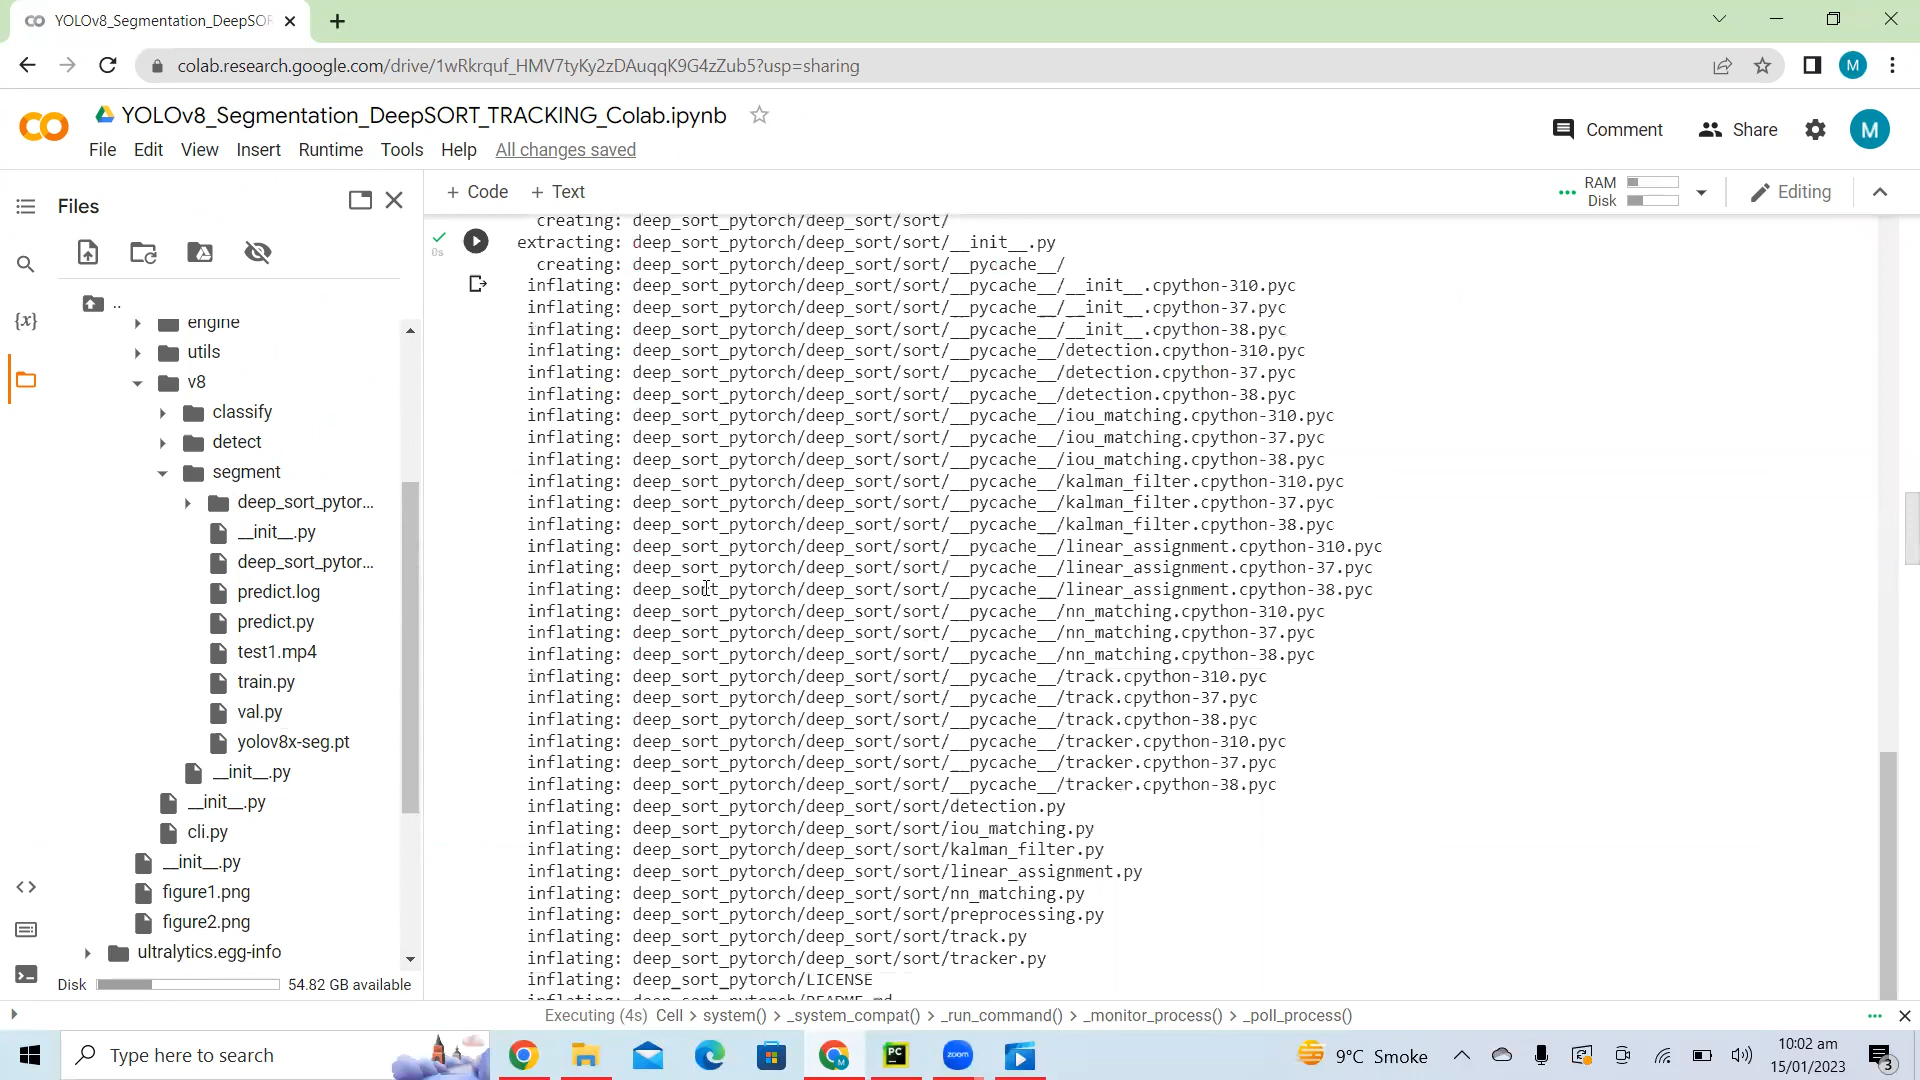 YOLOv8_Segmentation_DeepSOR
colab.research.google.com/drive/1wRkrquf_HMV7tyKy2zDAuqqK9G4zZub5?usp=sharing
M
YOLOv8_Segmentation_DeepSORT_TRACKING_Colab.ipynb
Comment
Share
M
File Edit View Insert Runtime Tools Help All changes saved
Files
+ Code + Text
RAM
Disk
Editing
..
engine
utils
v8
classify
detect
segment
deep_sort_pytor...
__init__.py
deep_sort_pytor...
predict.log
predict.py
test1.mp4
train.py
val.py
yolov8x-seg.pt
__init__.py
__init__.py
cli.py
__init__.py
figure1.png
figure2.png
ultralytics.egg-info
Disk 54.82 GB available
{x}
0s
creating: deep_sort_pytorch/deep_sort/sort/
extracting: deep_sort_pytorch/deep_sort/sort/__init__.py
creating: deep_sort_pytorch/deep_sort/sort/__pycache__/
inflating: deep_sort_pytorch/deep_sort/sort/__pycache__/__init__.cpython-310.pyc
inflating: deep_sort_pytorch/deep_sort/sort/__pycache__/__init__.cpython-37.pyc
inflating: deep_sort_pytorch/deep_sort/sort/__pycache__/__init__.cpython-38.pyc
inflating: deep_sort_pytorch/deep_sort/sort/__pycache__/detection.cpython-310.pyc
inflating: deep_sort_pytorch/deep_sort/sort/__pycache__/detection.cpython-37.pyc
inflating: deep_sort_pytorch/deep_sort/sort/__pycache__/detection.cpython-38.pyc
inflating: deep_sort_pytorch/deep_sort/sort/__pycache__/iou_matching.cpython-310.pyc
inflating: deep_sort_pytorch/deep_sort/sort/__pycache__/iou_matching.cpython-37.pyc
inflating: deep_sort_pytorch/deep_sort/sort/__pycache__/iou_matching.cpython-38.pyc
inflating: deep_sort_pytorch/deep_sort/sort/__pycache__/kalman_filter.cpython-310.pyc
inflating: deep_sort_pytorch/deep_sort/sort/__pycache__/kalman_filter.cpython-37.pyc
inflating: deep_sort_pytorch/deep_sort/sort/__pycache__/kalman_filter.cpython-38.pyc
inflating: deep_sort_pytorch/deep_sort/sort/__pycache__/linear_assignment.cpython-310.pyc
inflating: deep_sort_pytorch/deep_sort/sort/__pycache__/linear_assignment.cpython-37.pyc
inflating: deep_sort_pytorch/deep_sort/sort/__pycache__/linear_assignment.cpython-38.pyc
inflating: deep_sort_pytorch/deep_sort/sort/__pycache__/nn_matching.cpython-310.pyc
inflating: deep_sort_pytorch/deep_sort/sort/__pycache__/nn_matching.cpython-37.pyc
inflating: deep_sort_pytorch/deep_sort/sort/__pycache__/nn_matching.cpython-38.pyc
inflating: deep_sort_pytorch/deep_sort/sort/__pycache__/track.cpython-310.pyc
inflating: deep_sort_pytorch/deep_sort/sort/__pycache__/track.cpython-37.pyc
inflating: deep_sort_pytorch/deep_sort/sort/__pycache__/track.cpython-38.pyc
inflating: deep_sort_pytorch/deep_sort/sort/__pycache__/tracker.cpython-310.pyc
inflating: deep_sort_pytorch/deep_sort/sort/__pycache__/tracker.cpython-37.pyc
inflating: deep_sort_pytorch/deep_sort/sort/__pycache__/tracker.cpython-38.pyc
inflating: deep_sort_pytorch/deep_sort/sort/detection.py
inflating: deep_sort_pytorch/deep_sort/sort/iou_matching.py
inflating: deep_sort_pytorch/deep_sort/sort/kalman_filter.py
inflating: deep_sort_pytorch/deep_sort/sort/linear_assignment.py
inflating: deep_sort_pytorch/deep_sort/sort/nn_matching.py
inflating: deep_sort_pytorch/deep_sort/sort/preprocessing.py
inflating: deep_sort_pytorch/deep_sort/sort/track.py
inflating: deep_sort_pytorch/deep_sort/sort/tracker.py
inflating: deep_sort_pytorch/LICENSE
inflating: deep_sort_pytorch/README.md
Executing (4s) Cell > system() > _system_compat() > _run_command() > _monitor_process() > _poll_process()
Type here to search
PC
zoom
M
9°C Smoke
10:02 am
15/01/2023
3